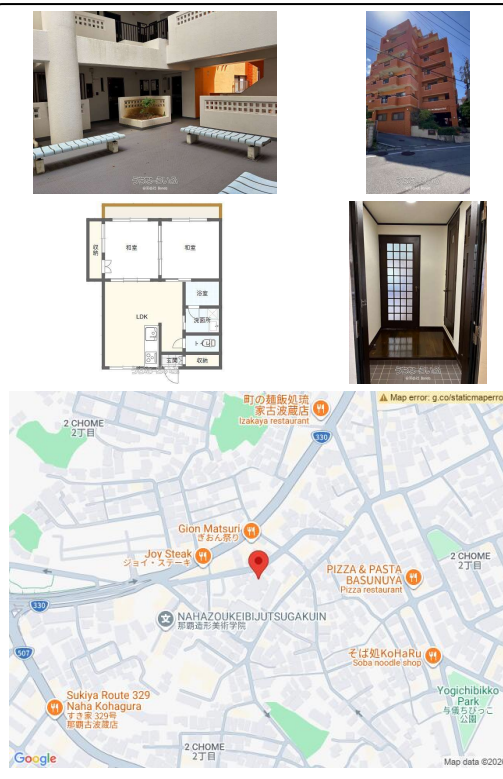 和室
和室
収納
浴室
LDK
洗面所
玄関
収納
町の麺飯処琉
家古波蔵店
Izakaya restaurant
Map error: g.co/staticmaperro
2 CHOME
2丁目
330
Gion Matsuri
ぎおん祭り
Joy Steak
ジョイ・ステーキ
2 CHOME
2丁目
PIZZA & PASTA
BASUNUYA
Pizza restaurant
330
NAHAZOUKEIBIJUTSUGAKUIN
那覇造形美術学院
507
そば処KoHaRu
Soba noodle shop
Sukiya Route 329
Naha Kohagura
すき家 329号
那覇古波蔵店
Yogichibikko
Park
与儀ちびっこ
公園
2 CHOME
2丁目
Google
Map data ©202